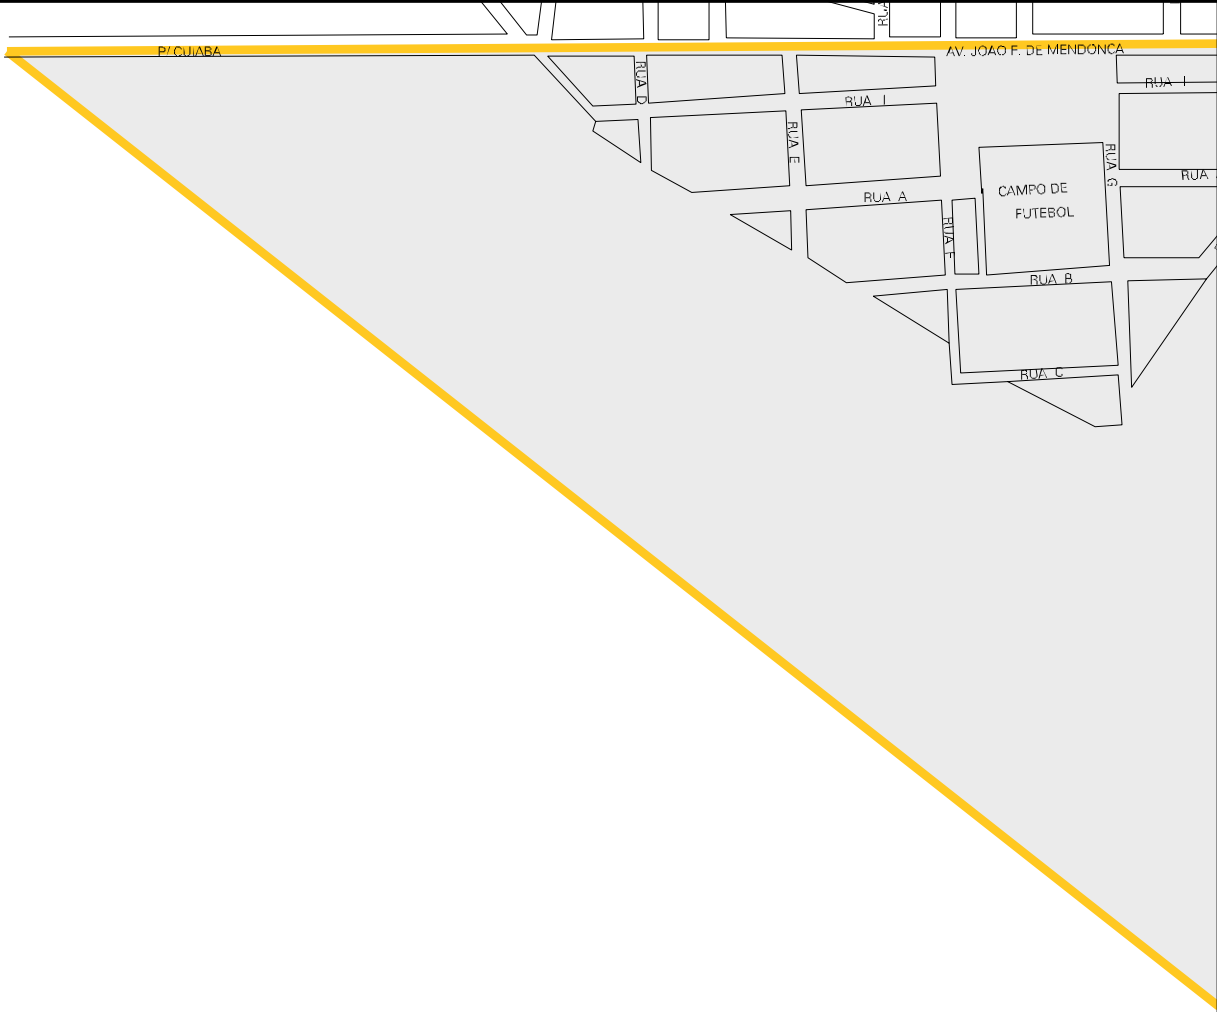 P/ CUIABA
AV. JOAO F. DE MENDONCA
RUA D
RUA I
RUA I
RUA E
RUA G
RUA
CAMPO DE
FUTEBOL
RUA A
RUA F
RUA B
RUA C